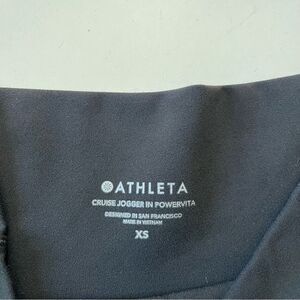 ATHLETA
CRUISE JOGGER IN POWERVITA
DESIGNED IN SAN FRANCISCO
MADE IN VIETNAM
XS